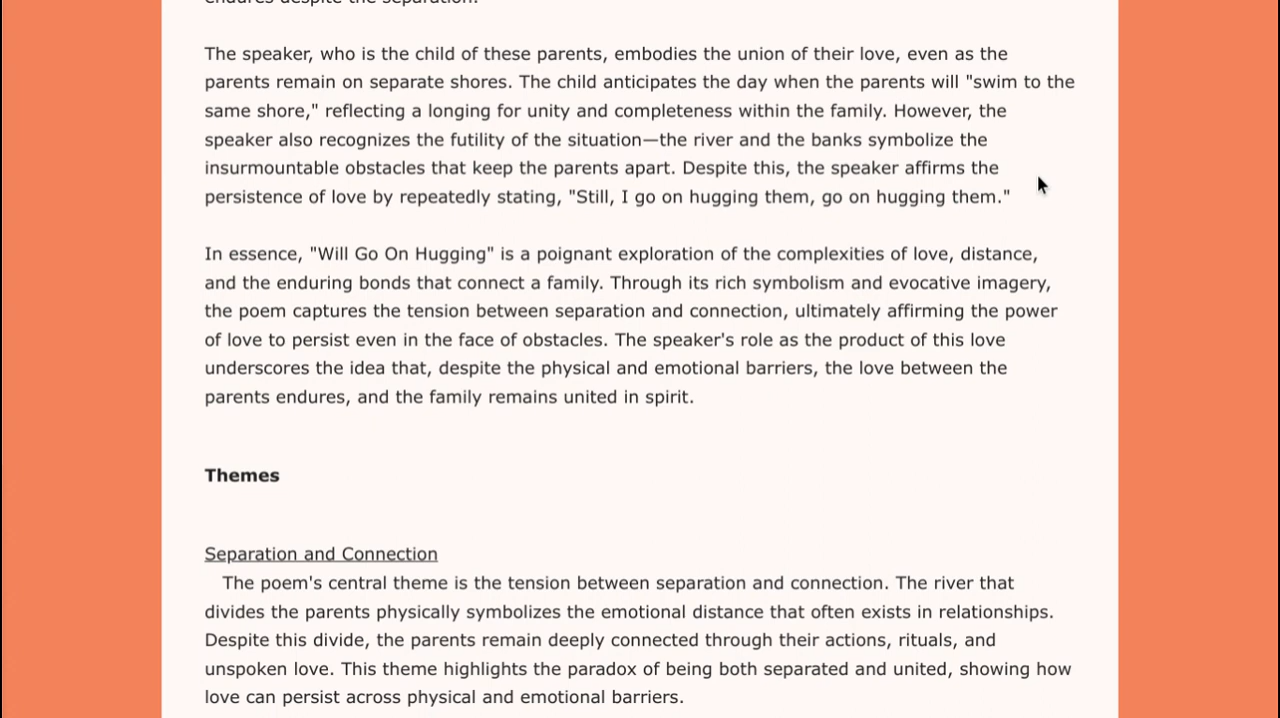 endures despite the separation.
The speaker, who is the child of these parents, embodies the union of their love, even as the
parents remain on separate shores. The child anticipates the day when the parents will "swim to the
same shore," reflecting a longing for unity and completeness within the family. However, the
speaker also recognizes the futility of the situation—the river and the banks symbolize the
insurmountable obstacles that keep the parents apart. Despite this, the speaker affirms the
persistence of love by repeatedly stating, "Still, I go on hugging them, go on hugging them."
In essence, "Will Go On Hugging" is a poignant exploration of the complexities of love, distance,
and the enduring bonds that connect a family. Through its rich symbolism and evocative imagery,
the poem captures the tension between separation and connection, ultimately affirming the power
of love to persist even in the face of obstacles. The speaker's role as the product of this love
underscores the idea that, despite the physical and emotional barriers, the love between the
parents endures, and the family remains united in spirit.
Themes
Separation and Connection
The poem's central theme is the tension between separation and connection. The river that
divides the parents physically symbolizes the emotional distance that often exists in relationships.
Despite this divide, the parents remain deeply connected through their actions, rituals, and
unspoken love. This theme highlights the paradox of being both separated and united, showing how
love can persist across physical and emotional barriers.